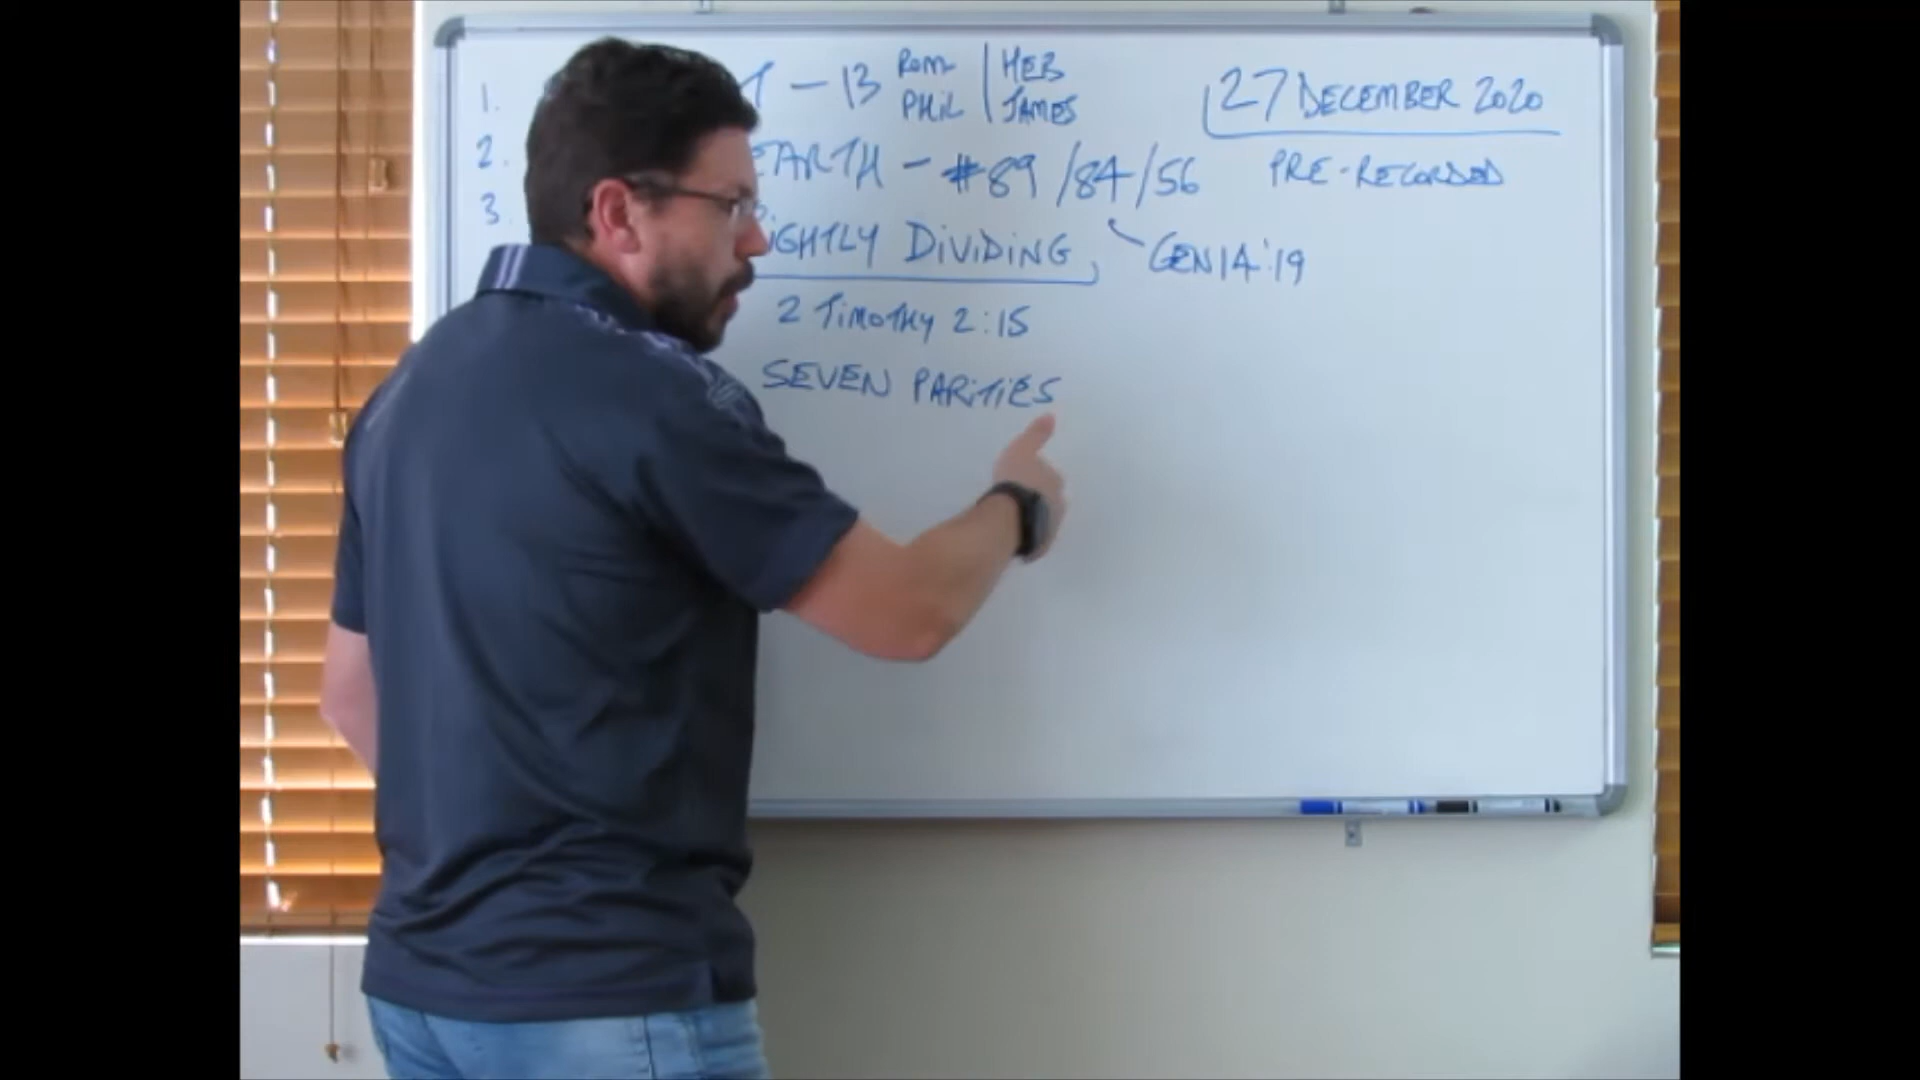 1. T - 13 Rom | HEB
PHIL | JAMES
27 DECEMBER 2020
2. EARTH - #89 /84/56
PRE-RECORDED
3. IGHTLY DIVIDING
GEN 14:19
2 TIMOTHY 2:15
SEVEN PARITIES